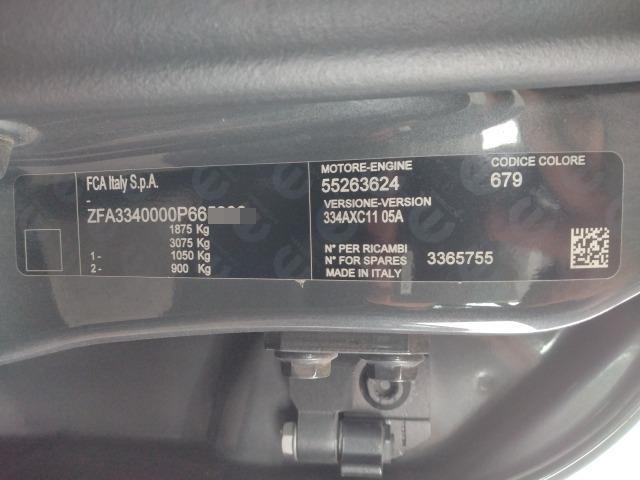 FCA Italy S.p.A.
-
ZFA3340000P66
1875 Kg
3075 Kg
1- 1050 Kg
2- 900 Kg
MOTORE-ENGINE
55263624
VERSIONE-VERSION
334AXC11 05A
N° PER RICAMBI
N° FOR SPARES 3365755
MADE IN ITALY
CODICE COLORE
679